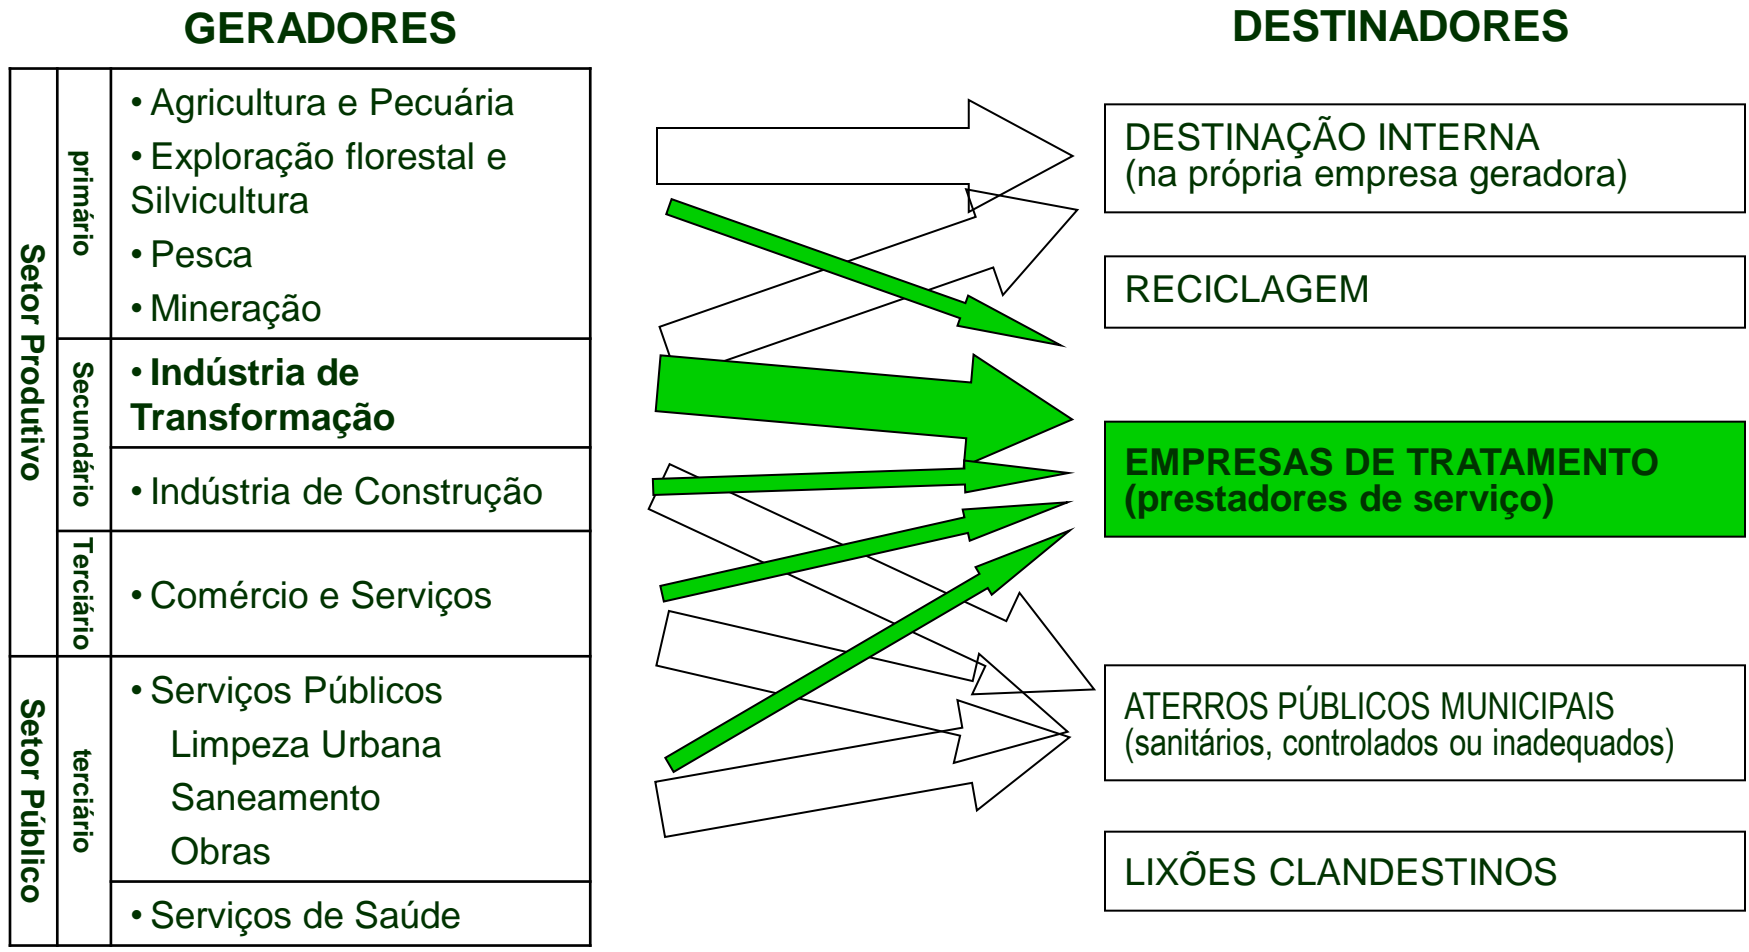 GERADORES
DESTINADORES
Setor Produtivo
primário
• Agricultura e Pecuária
• Exploração florestal e
Silvicultura
• Pesca
• Mineração
Secundário
• Indústria de
Transformação
• Indústria de Construção
Terciário
• Comércio e Serviços
Setor Público
terciário
• Serviços Públicos
Limpeza Urbana
Saneamento
Obras
• Serviços de Saúde
DESTINAÇÃO INTERNA
(na própria empresa geradora)
RECICLAGEM
EMPRESAS DE TRATAMENTO
(prestadores de serviço)
ATERROS PÚBLICOS MUNICIPAIS
(sanitários, controlados ou inadequados)
LIXÕES CLANDESTINOS